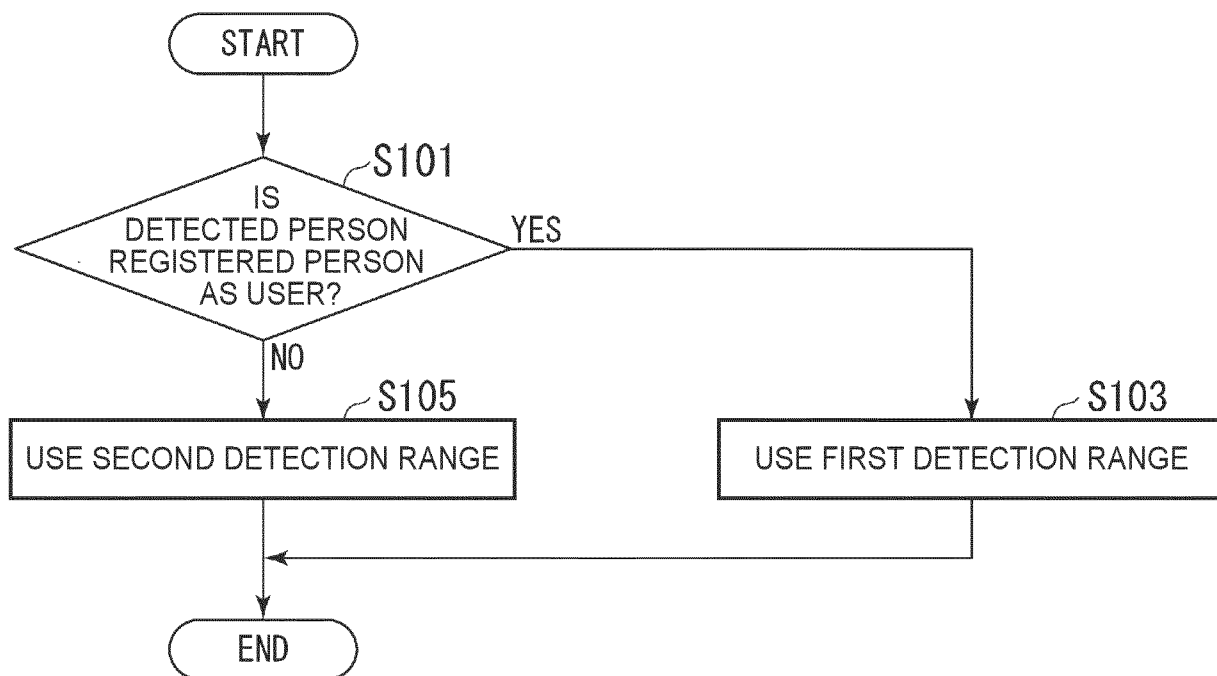 START
S101
IS
DETECTED PERSON
REGISTERED PERSON
AS USER?
YES
NO
S105
S103
USE SECOND DETECTION RANGE
USE FIRST DETECTION RANGE
END